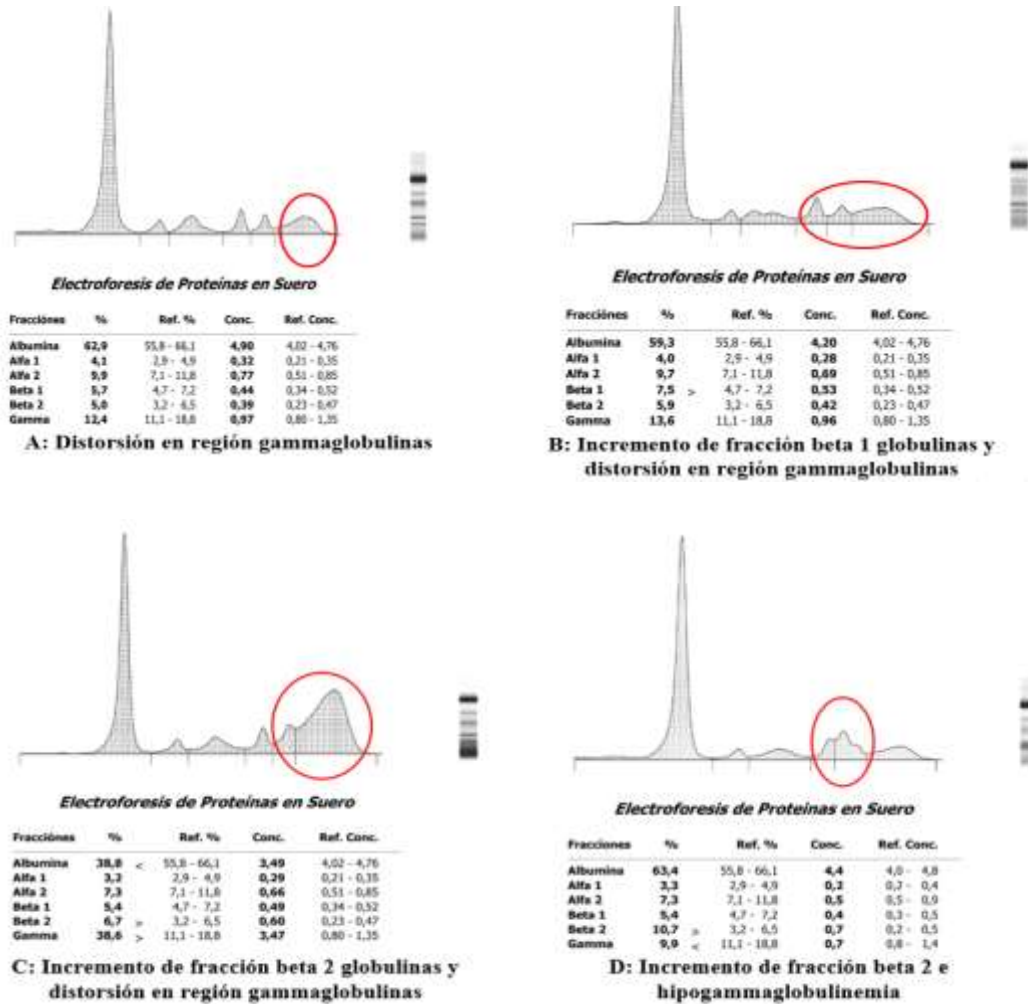 Electroforesis de Proteínas en Suero
Fracciónes % Ref. % Conc. Ref. Conc.
Albumina 62,9 55,8 - 66,1 4,90 4,02 - 4,76
Alfa 1 4,1 2,9 - 4,9 0,32 0,21 - 0,35
Alfa 2 9,9 7,1 - 11,8 0,77 0,51 - 0,85
Beta 1 5,7 4,7 - 7,2 0,44 0,34 - 0,52
Beta 2 5,0 3,2 - 6,5 0,39 0,23 - 0,47
Gamma 12,4 11,1 - 18,8 0,97 0,80 - 1,35
A: Distorsión en región gammaglobulinas
Electroforesis de Proteínas en Suero
Fracciónes % Ref. % Conc. Ref. Conc.
Albumina 59,3 55,8 - 66,1 4,20 4,02 - 4,76
Alfa 1 4,0 2,9 - 4,9 0,28 0,21 - 0,35
Alfa 2 9,7 7,1 - 11,8 0,69 0,51 - 0,85
Beta 1 7,5 > 4,7 - 7,2 0,53 0,34 - 0,52
Beta 2 5,9 3,2 - 6,5 0,42 0,23 - 0,47
Gamma 13,6 11,1 - 18,8 0,96 0,80 - 1,35
B: Incremento de fracción beta 1 globulinas y
distorsión en región gammaglobulinas
Electroforesis de Proteínas en Suero
Fracciónes % Ref. % Conc. Ref. Conc.
Albumina 38,8 < 55,8 - 66,1 3,49 4,02 - 4,76
Alfa 1 3,2 2,9 - 4,9 0,29 0,21 - 0,35
Alfa 2 7,3 7,1 - 11,8 0,66 0,51 - 0,85
Beta 1 5,4 4,7 - 7,2 0,49 0,34 - 0,52
Beta 2 6,7 > 3,2 - 6,5 0,60 0,23 - 0,47
Gamma 38,6 > 11,1 - 18,8 3,47 0,80 - 1,35
C: Incremento de fracción beta 2 globulinas y
distorsión en región gammaglobulinas
Electroforesis de Proteínas en Suero
Fracciónes % Ref. % Conc. Ref. Conc.
Albumina 63,4 55,8 - 66,1 4,4 4,0 - 4,8
Alfa 1 3,3 2,9 - 4,9 0,2 0,2 - 0,4
Alfa 2 7,3 7,1 - 11,8 0,5 0,5 - 0,9
Beta 1 5,4 4,7 - 7,2 0,4 0,3 - 0,5
Beta 2 10,7 > 3,2 - 6,5 0,7 0,2 - 0,5
Gamma 9,9 < 11,1 - 18,8 0,7 0,8 - 1,4
D: Incremento de fracción beta 2 e
hipogammaglobulinemia